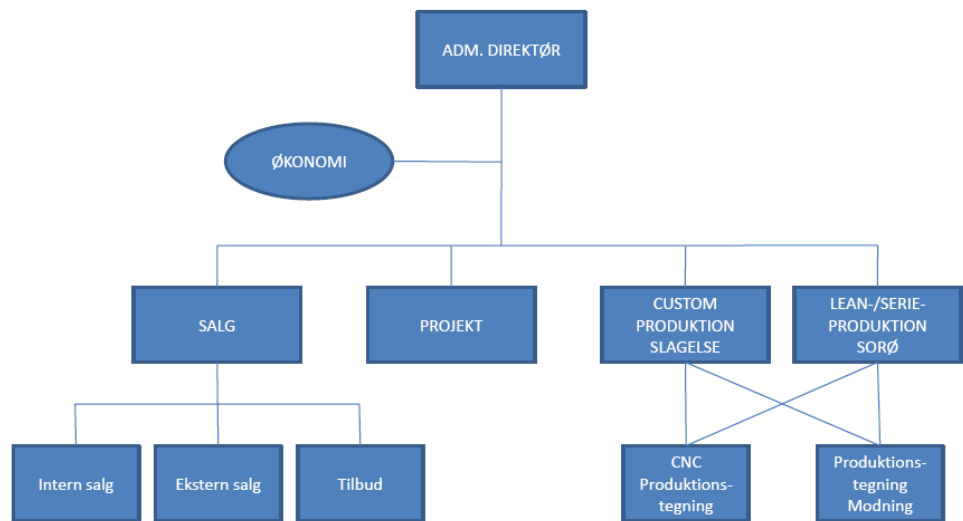 ADM. DIREKTØR
ØKONOMI
SALG
PROJEKT
CUSTOM
PRODUKTION
SLAGELSE
LEAN-/SERIE-
PRODUKTION
SORØ
Intern salg
Ekstern salg
Tilbud
CNC
Produktions-
tegning
Produktions-
tegning
Modning